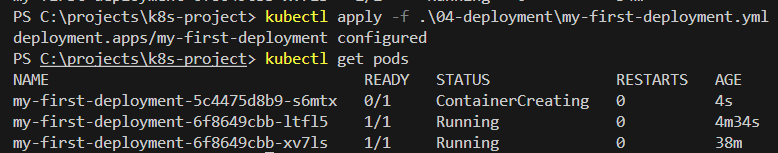 PS C:\projects\k8s-project> kubectl apply -f .\04-deployment\my-first-deployment.yml
deployment.apps/my-first-deployment configured
PS C:\projects\k8s-project> kubectl get pods
NAME READY STATUS RESTARTS AGE
my-first-deployment-5c4475d8b9-s6mtx 0/1 ContainerCreating 0 4s
my-first-deployment-6f8649cbb-ltfl5 1/1 Running 0 4m34s
my-first-deployment-6f8649cbb-xv7ls 1/1 Running 0 38m